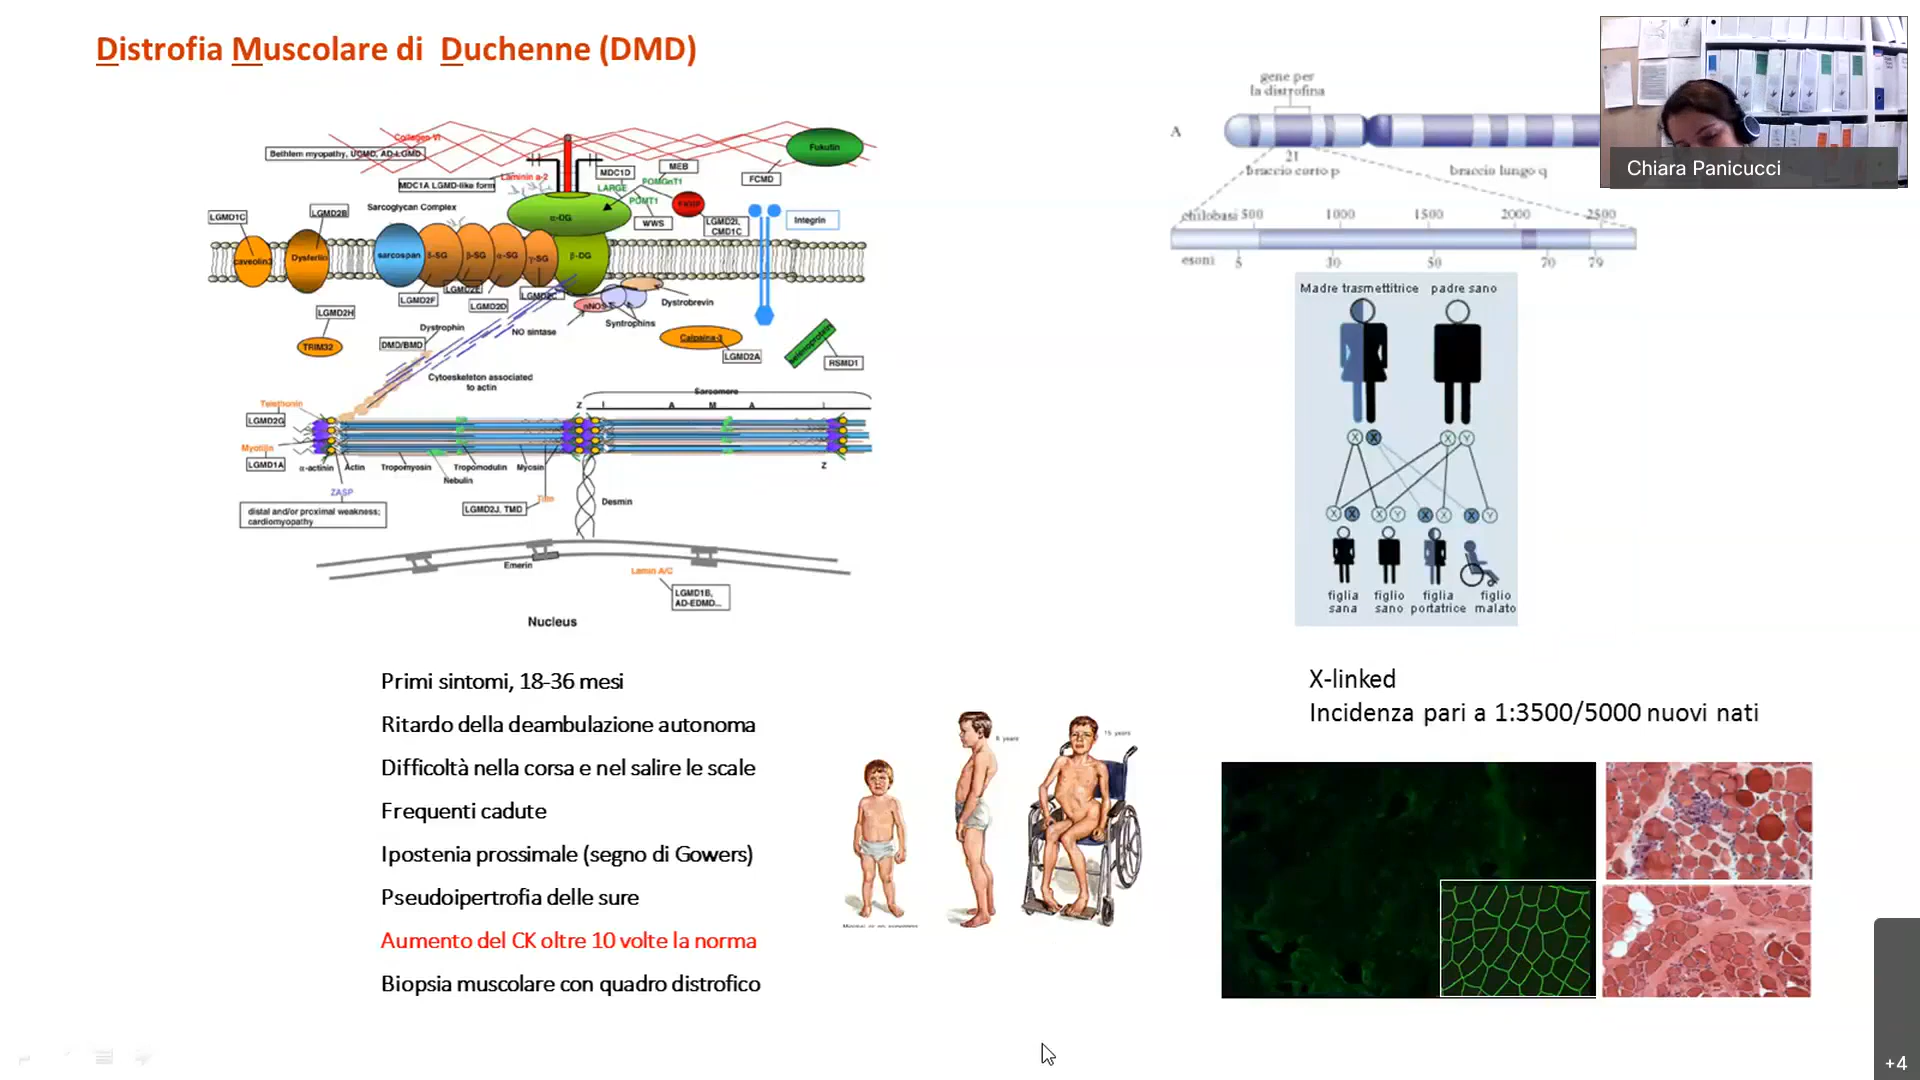 Distrofia Muscolare di Duchenne (DMD)
Collagen VI
Bethlem myopathy, UCMD, AD-LGMD
Fukutin
MDC1A LGMD-like form
Laminin a-2
MDC1D
MEB
LARGE
POMGnT1
FCMD
POMT1
FKRP
WWS
LGMD2I,
CMD1C
LGMD1C
LGMD2B
Sarcoglycan Complex
α-DG
Integrin
caveolin3
Dysferlin
sarcospan
δ-SG
β-SG
α-SG
γ-SG
β-DG
LGMD2F
LGMD2E
LGMD2D
LGMD2C
nNOS
Dystrobrevin
Syntrophins
NO sintase
LGMD2H
TRIM32
Dystrophin
DMD/BMD
Calpaina-3
LGMD2A
Selenoprotein
RSMD1
Cytoeskeleton associated
to actin
Sarcomere
Z
I
A
M
A
I
Telethonin
LGMD2G
Myotilin
LGMD1A
α-actinin
Actin
Tropomyosin
Nebulin
Tropomodulin
Myosin
Z
ZASP
distal and/or proximal weakness;
cardiomyopathy
Titin
LGMD2J, TMD
Desmin
Emerin
Lamin A/C
LGMD1B,
AD-EDMD...
Nucleus
gene per
la distrofina
A
21
braccio corto p
braccio lungo q
chilobasi 500 1000 1500 2000 2500
esoni 5 30 50 70 79
Madre trasmettitrice padre sano
X X X Y
X X X Y X X X Y
figlia figlio figlia figlio
sana sano portatrice malato
Primi sintomi, 18-36 mesi
Ritardo della deambulazione autonoma
Difficoltà nella corsa e nel salire le scale
Frequenti cadute
Ipostenia prossimale (segno di Gowers)
Pseudoipertrofia delle sure
Aumento del CK oltre 10 volte la norma
Biopsia muscolare con quadro distrofico
8 years
15 years
X-linked
Incidenza pari a 1:3500/5000 nuovi nati
Chiara Panicucci
+4